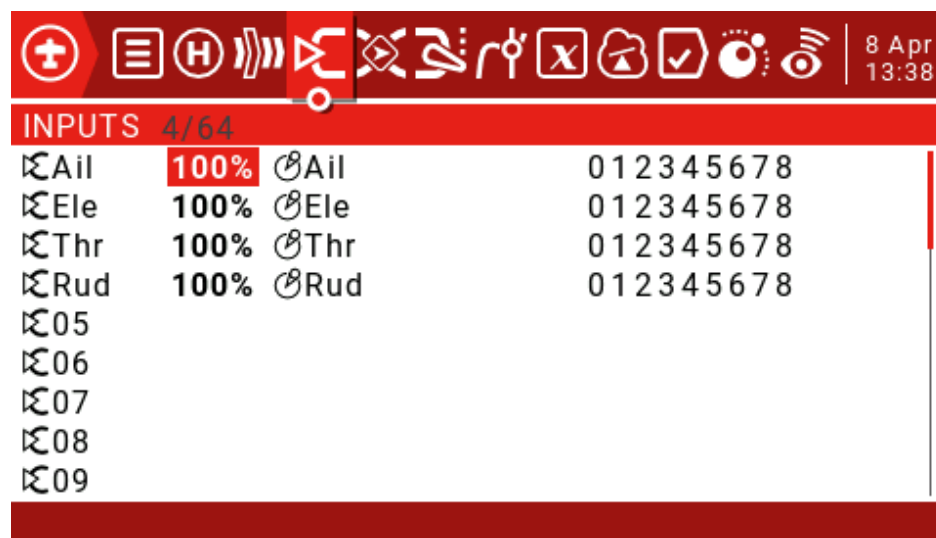 H x 8 Apr
13:38
INPUTS 4/64
Ail 100% Ail 012345678
Ele 100% Ele 012345678
Thr 100% Thr 012345678
Rud 100% Rud 012345678
05
06
07
08
09